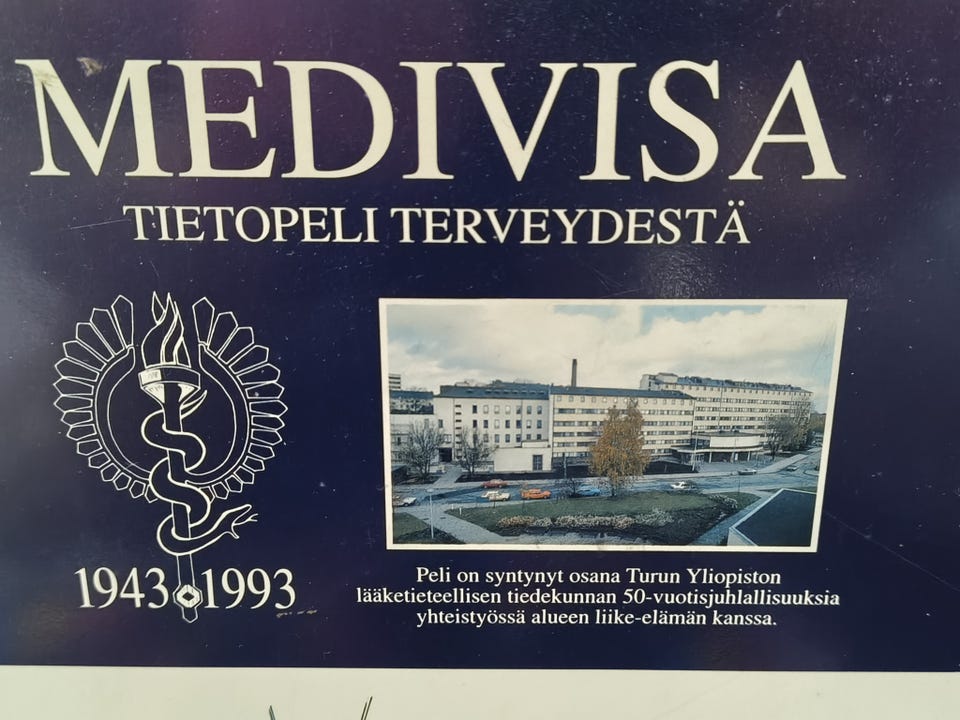 MEDIVISA
TIETOPELI TERVEYDESTÄ
1943 1993
Peli on syntynyt osana Turun Yliopiston
lääketieteellisen tiedekunnan 50-vuotisjuhlallisuuksia
yhteistyössä alueen liike-elämän kanssa.